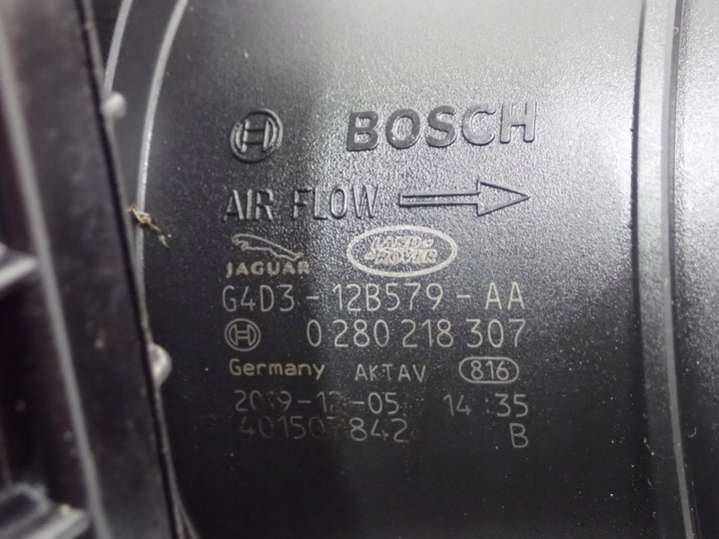 BOSCH
AIR FLOW
JAGUAR LAND ROVER
G4D3-12B579-AA
0 280 218 307
Germany AKTAV 816
14:35
B